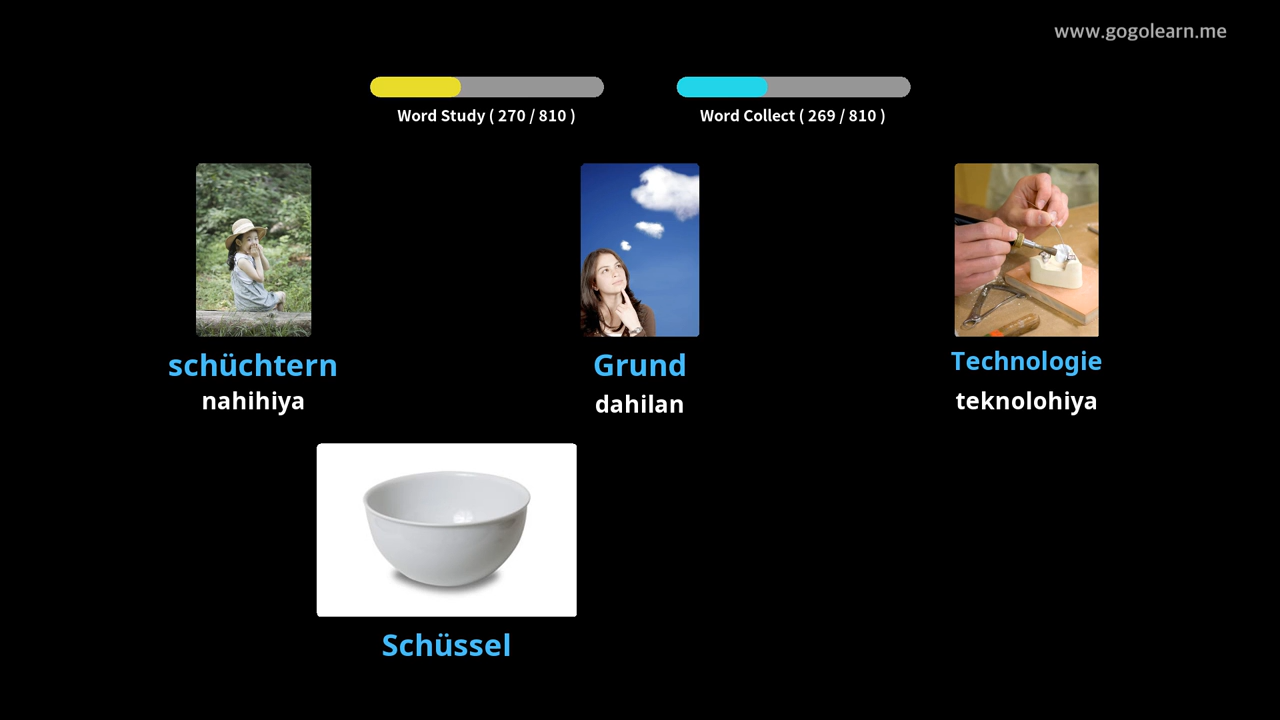 www.gogolearn.me
Word Study ( 270 / 810 )
Word Collect ( 269 / 810 )
schüchtern
nahihiya
Grund
dahilan
Technologie
teknolohiya
Schüssel